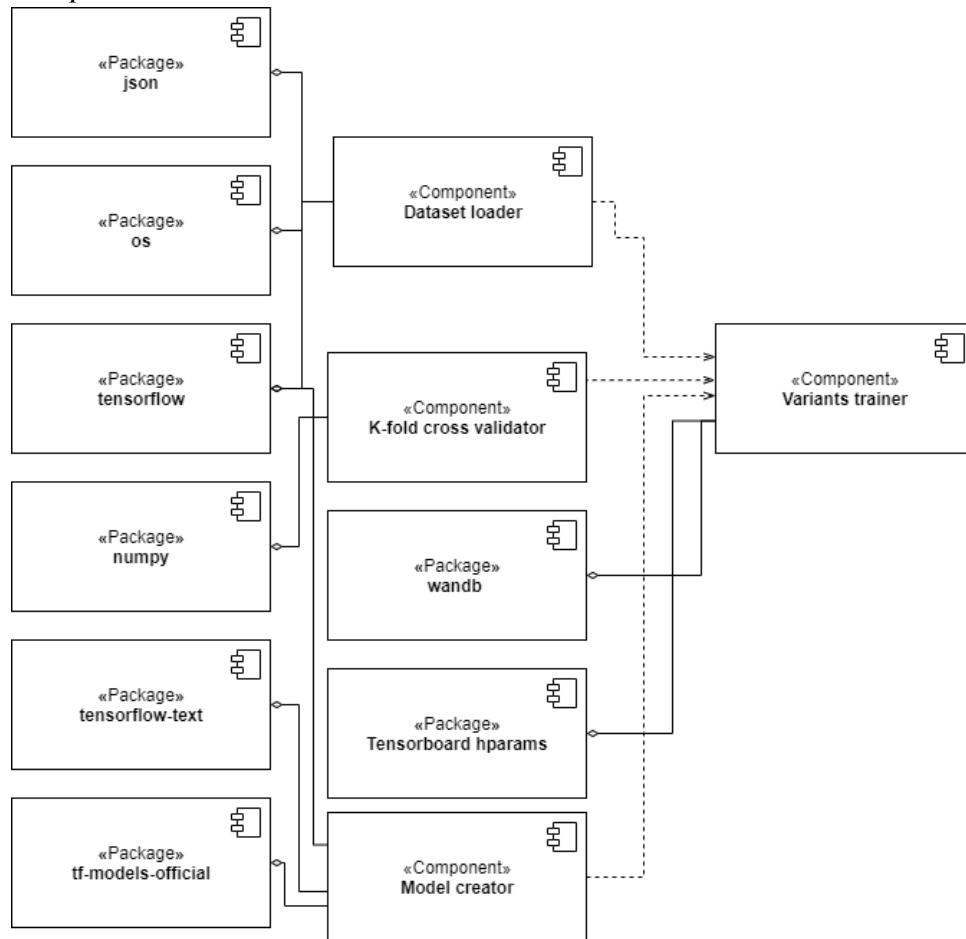 «Package»
json
«Package»
os
«Package»
tensorflow
«Package»
numpy
«Package»
tensorflow-text
«Package»
tf-models-official
«Component»
Dataset loader
«Component»
K-fold cross validator
«Package»
wandb
«Package»
Tensorboard hparams
«Component»
Model creator
«Component»
Variants trainer